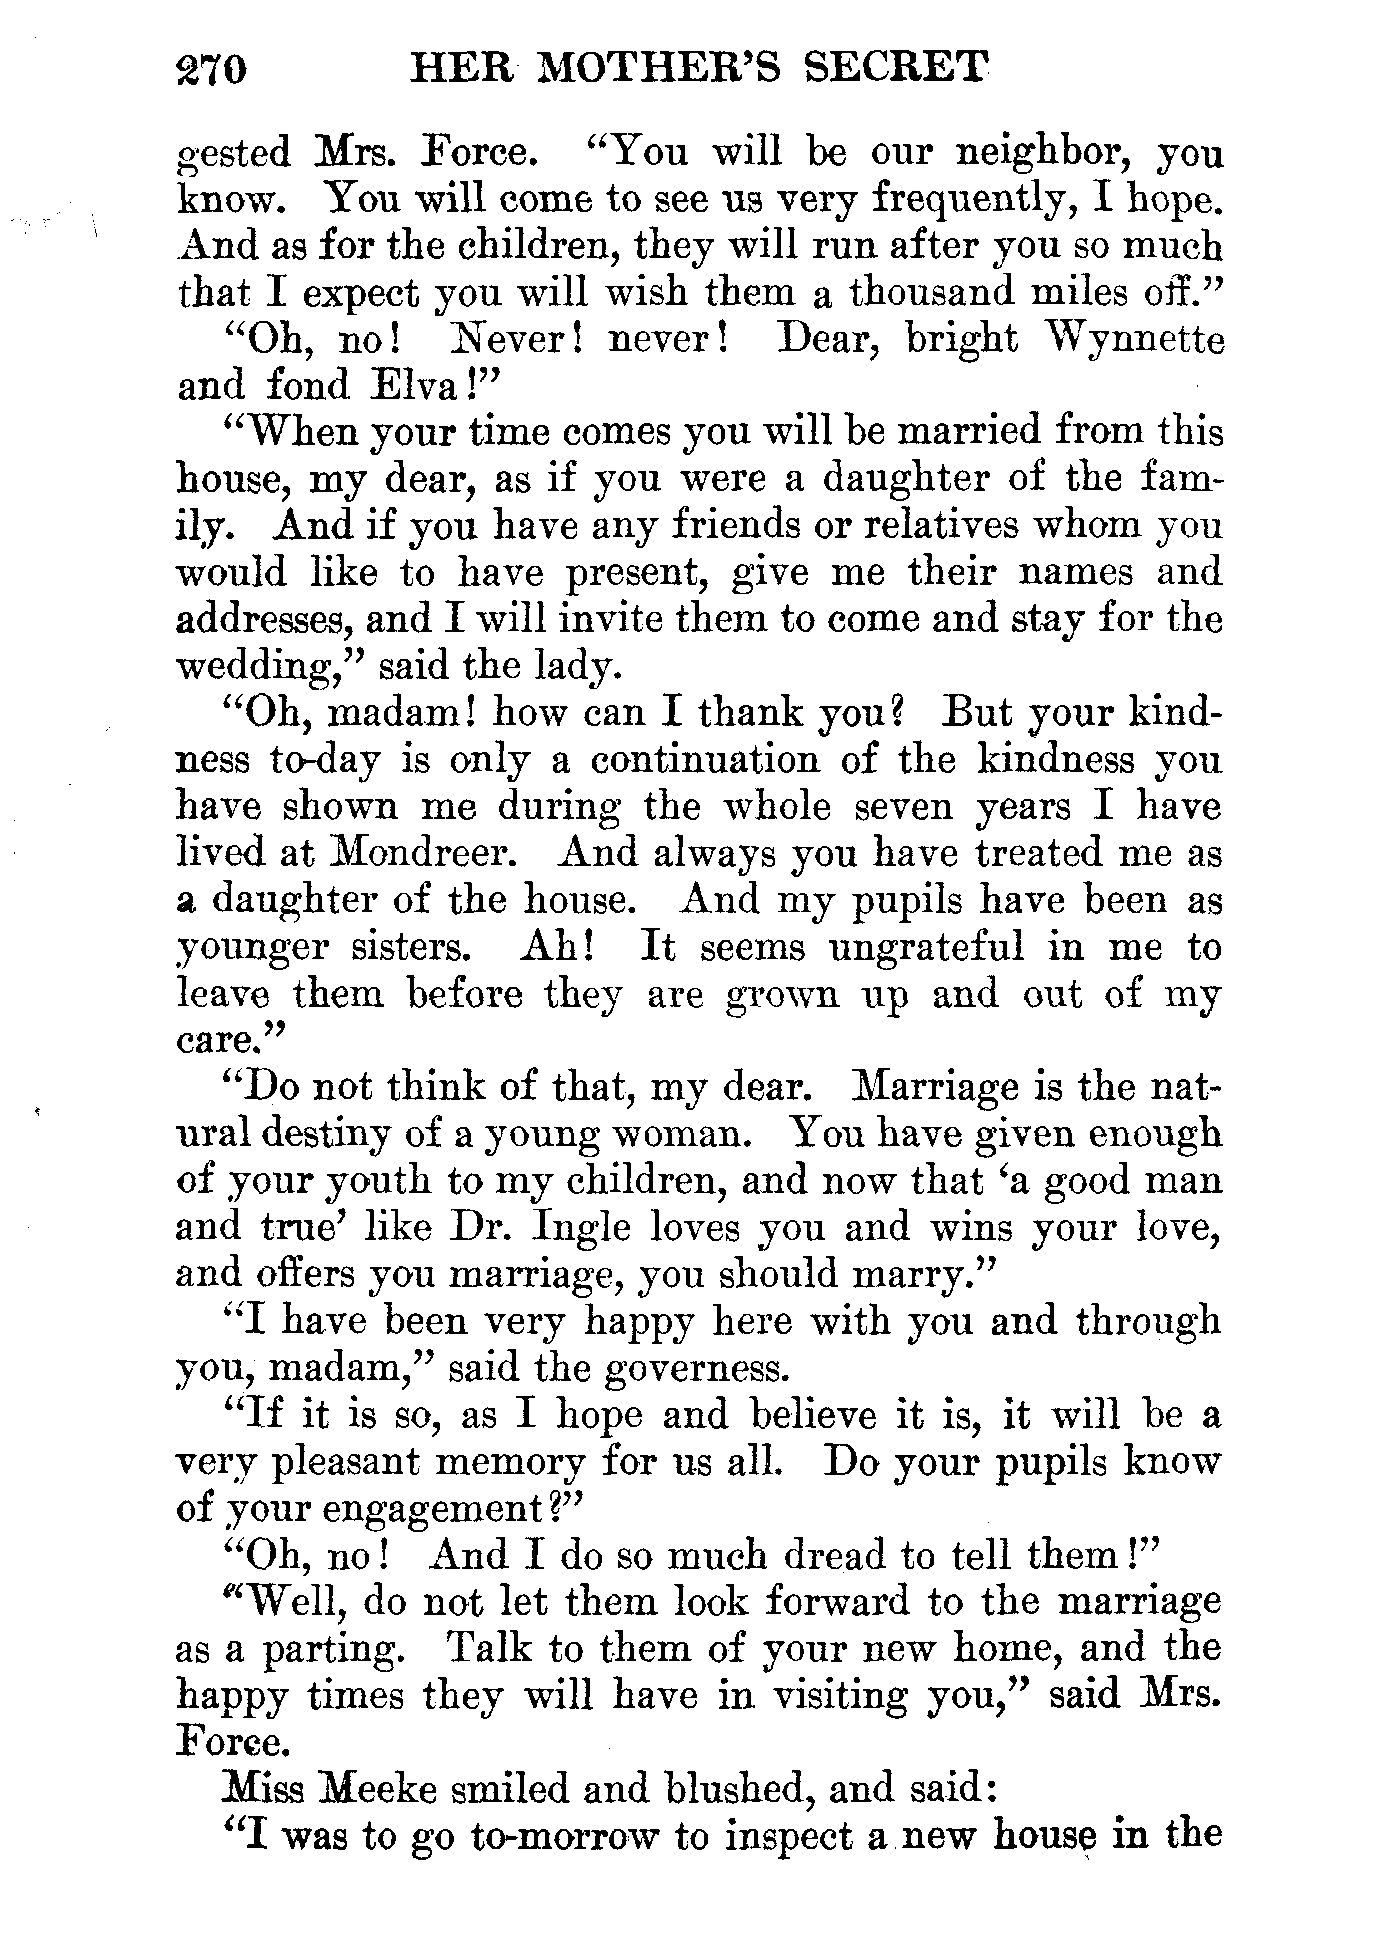 270 HER MOTHER'S SECRET
gested Mrs. Force. “You will be our neighbor, you
know. You will come to see us very frequently, I hope.
And as for the children, they will run after you so much
that I expect you will wish them a thousand miles off.”
“Oh, no! Never! never! Dear, bright Wynnette
and fond Elva!”
“When your time comes you will be married from this
house, my dear, as if you were a daughter of the fam-
ily. And if you have any friends or relatives whom you
would like to have present, give me their names and
addresses, and I will invite them to come and stay for the
wedding,” said the lady.
“Oh, madam! how can I thank you? But your kind-
ness to-day is only a continuation of the kindness you
have shown me during the whole seven years I have
lived at Mondreer. And always you have treated me as
a daughter of the house. And my pupils have been as
younger sisters. Ah! It seems ungrateful in me to
leave them before they are grown up and out of my
care.”
“Do not think of that, my dear. Marriage is the nat-
ural destiny of a young woman. You have given enough
of your youth to my children, and now that ‘a good man
and true’ like Dr. Ingle loves you and wins your love,
and offers you marriage, you should marry.”
“I have been very happy here with you and through
you, madam,” said the governess.
“If it is so, as I hope and believe it is, it will be a
very pleasant memory for us all. Do your pupils know
of your engagement?”
“Oh, no! And I do so much dread to tell them!”
“Well, do not let them look forward to the marriage
as a parting. Talk to them of your new home, and the
happy times they will have in visiting you,” said Mrs.
Force.
Miss Meeke smiled and blushed, and said:
“I was to go to-morrow to inspect a new house in the